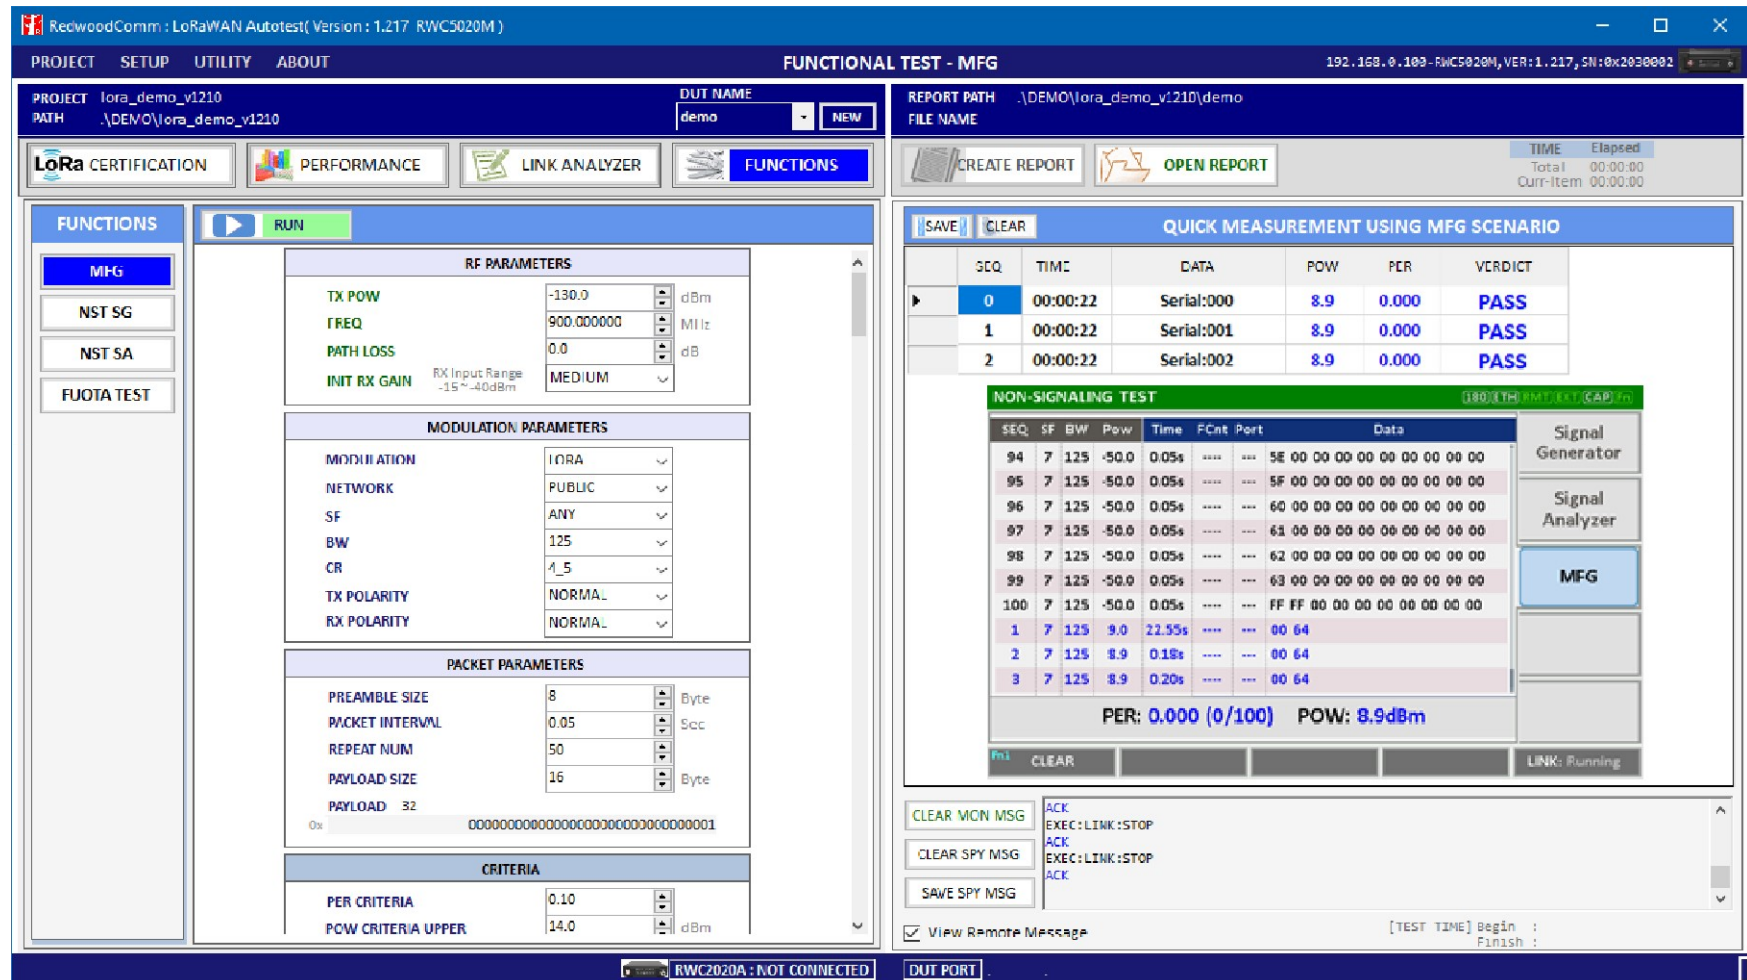 RedwoodComm : LoRaWAN Autotest( Version : 1.217  RWC5020M )
PROJECT SETUP UTILITY ABOUT FUNCTIONAL TEST - MFG 192.168.0.109-RWC5020M,VER:1.217,SN:0x2030002
PROJECT lora_demo_v1210 DUT NAME
PATH .\DEMO\lora_demo_v1210 demo NEW
REPORT PATH .\DEMO\lora_demo_v1210\demo
FILE NAME
LoRa CERTIFICATION PERFORMANCE LINK ANALYZER FUNCTIONS
CREATE REPORT OPEN REPORT
TIME Elapsed
Total 00:00:00
Curr-Item 00:00:00
FUNCTIONS
MFG
NST SG
NST SA
FUOTA TEST
RUN
RF PARAMETERS
TX POW -130.0 dBm
FREQ 900.000000 MHz
PATH LOSS 0.0 dB
INIT RX GAIN RX Input Range -15~-40dBm MEDIUM
MODULATION PARAMETERS
MODULATION LORA
NETWORK PUBLIC
SF ANY
BW 125
CR 4_5
TX POLARITY NORMAL
RX POLARITY NORMAL
PACKET PARAMETERS
PREAMBLE SIZE 8 Byte
PACKET INTERVAL 0.05 Sec
REPEAT NUM 50
PAYLOAD SIZE 16 Byte
PAYLOAD 32
0x 00000000000000000000000000000001
CRITERIA
PER CRITERIA 0.10
POW CRITERIA UPPER 14.0 dBm
SAVE CLEAR QUICK MEASUREMENT USING MFG SCENARIO
SEQ TIME DATA POW PER VERDICT
0 00:00:22 Serial:000 8.9 0.000 PASS
1 00:00:22 Serial:001 8.9 0.000 PASS
2 00:00:22 Serial:002 8.9 0.000 PASS
NON-SIGNALING TEST 180 ETH RMT EXT CAP Fn
SEQ SF BW Pow Time FCnt Port Data
94 7 125 -50.0 0.05s ---- --- 5E 00 00 00 00 00 00 00 00 00
95 7 125 -50.0 0.05s ---- --- 5F 00 00 00 00 00 00 00 00 00
96 7 125 -50.0 0.05s ---- --- 60 00 00 00 00 00 00 00 00 00
97 7 125 -50.0 0.05s ---- --- 61 00 00 00 00 00 00 00 00 00
98 7 125 -50.0 0.05s ---- --- 62 00 00 00 00 00 00 00 00 00
99 7 125 -50.0 0.05s ---- --- 63 00 00 00 00 00 00 00 00 00
100 7 125 -50.0 0.05s ---- --- FF FF 00 00 00 00 00 00 00 00
1 7 125 9.0 22.55s ---- --- 00 64
2 7 125 8.9 0.18s ---- --- 00 64
3 7 125 8.9 0.20s ---- --- 00 64
PER: 0.000 (0/100) POW: 8.9dBm
Signal Generator
Signal Analyzer
MFG
Fn1 CLEAR LINK: Running
CLEAR MON MSG
CLEAR SPY MSG
SAVE SPY MSG
ACK
EXEC:LINK:STOP
ACK
EXEC:LINK:STOP
ACK
View Remote Message
[TEST TIME] Begin :
Finish :
RWC2020A : NOT CONNECTED DUT PORT